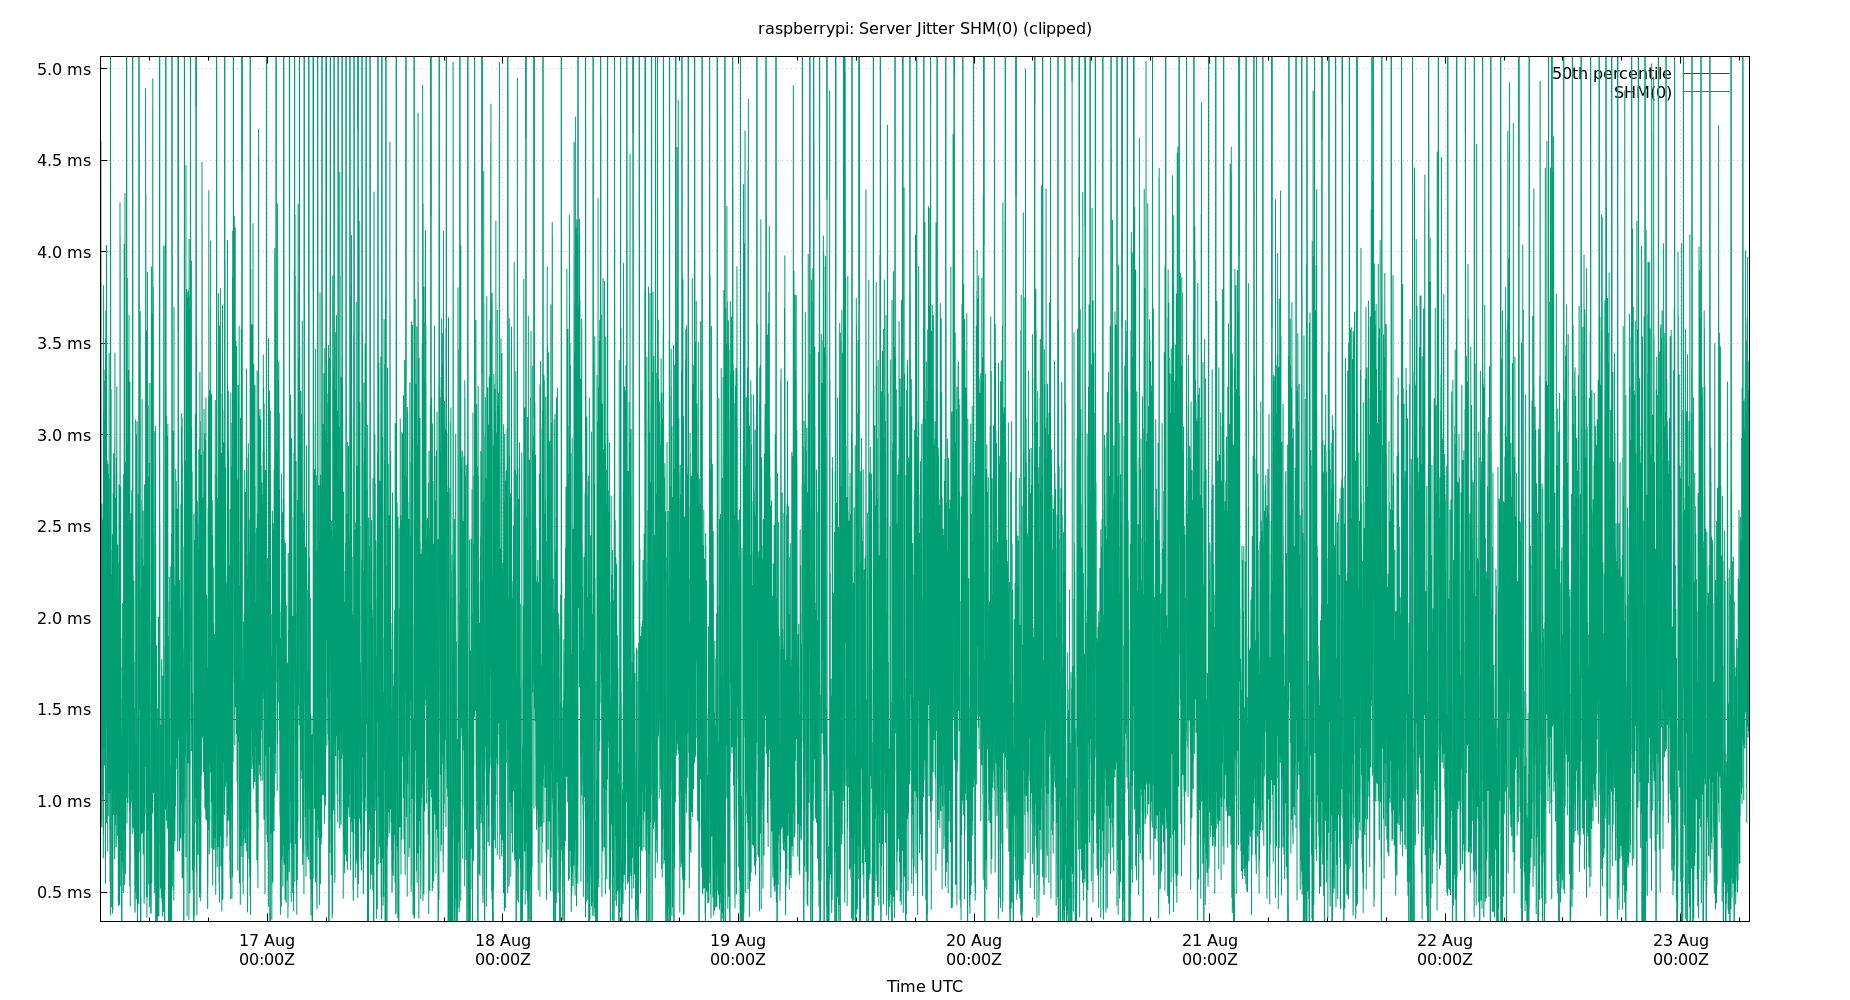 raspberrypi: Server Jitter SHM(0) (clipped)
5.0 ms
4.5 ms
4.0 ms
3.5 ms
3.0 ms
2.5 ms
2.0 ms
1.5 ms
1.0 ms
0.5 ms
50th percentile
SHM(0)
17 Aug
00:00Z
18 Aug
00:00Z
19 Aug
00:00Z
20 Aug
00:00Z
21 Aug
00:00Z
22 Aug
00:00Z
23 Aug
00:00Z
Time UTC